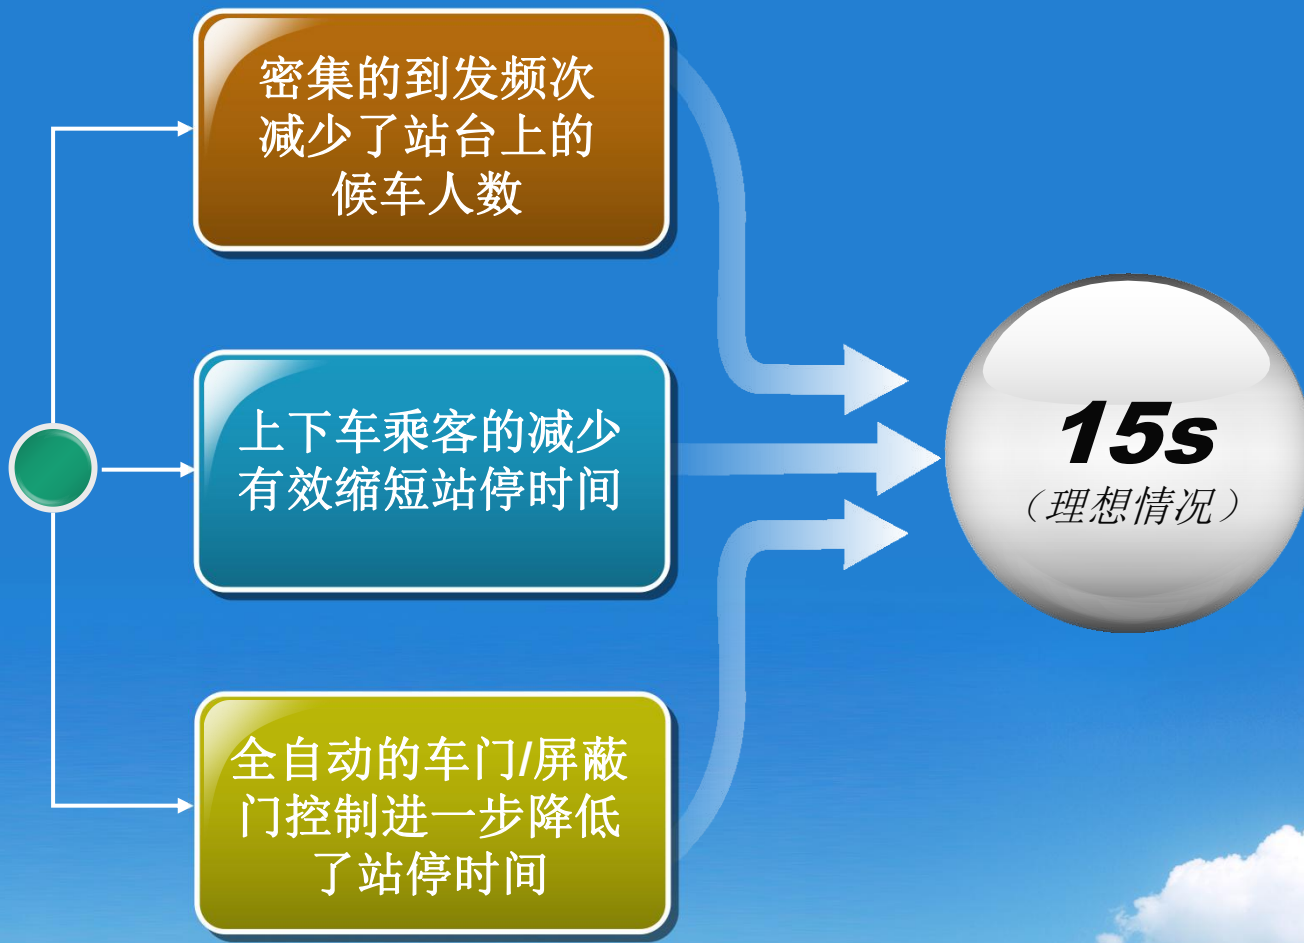 密集的到发频次
减少了站台上的
候车人数
上下车乘客的减少
有效缩短站停时间
全自动的车门/屏蔽
门控制进一步降低
了站停时间
15s
（理想情况）